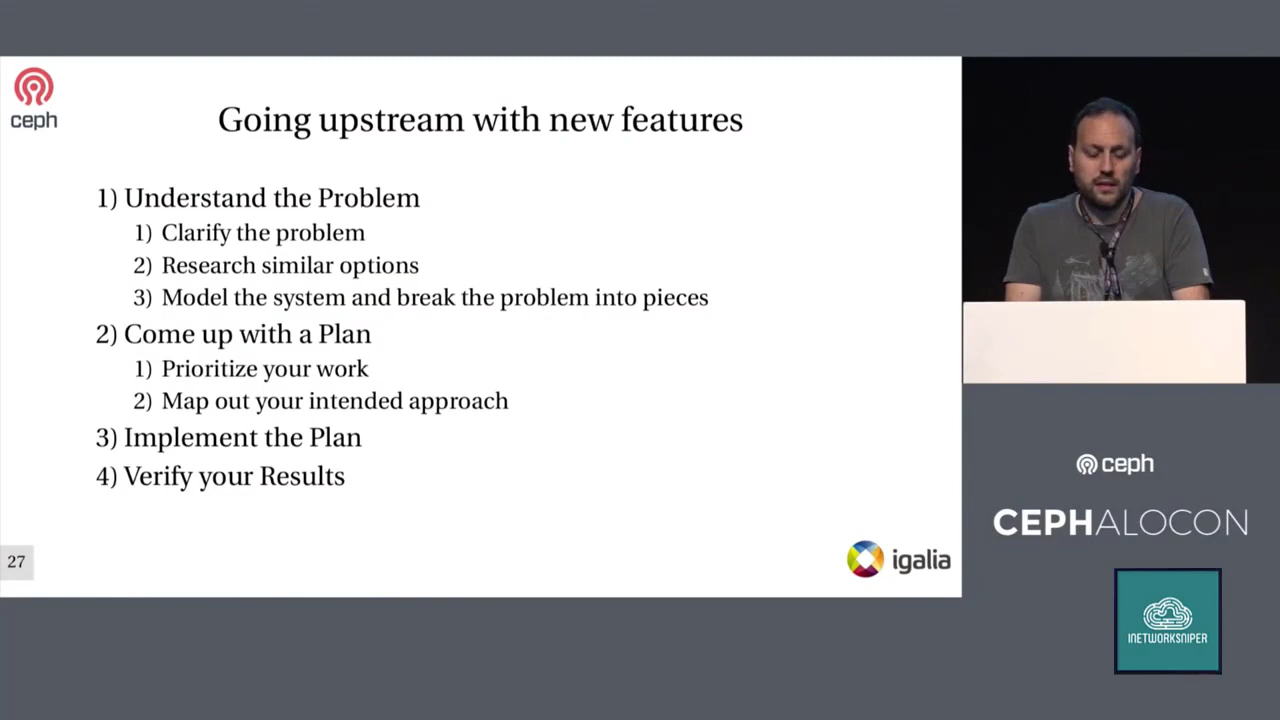 ceph
Going upstream with new features
1) Understand the Problem
1) Clarify the problem
2) Research similar options
3) Model the system and break the problem into pieces
2) Come up with a Plan
1) Prioritize your work
2) Map out your intended approach
3) Implement the Plan
4) Verify your Results
27
igalia
ceph
CEPHALOCON
INETWORKSNIPER